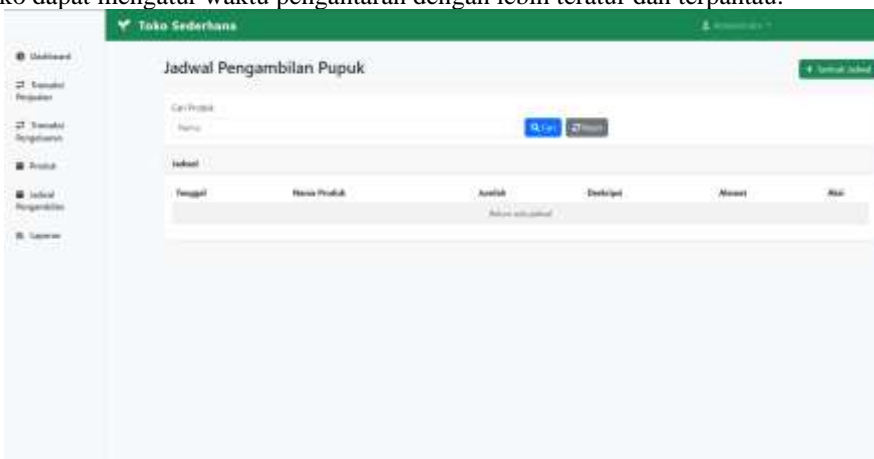 ko dapat mengatur waktu pengantaran dengan lebih teratur dan terpantau.
Toko Sederhana
Administrator
Dashboard
Jadwal Pengambilan Pupuk
+ Tambah Jadwal
Transaksi
Penjualan
Cari Produk
Transaksi
Pengeluaran
Nama
Cari
Reset
Produk
Jadwal
Jadwal
Pengambilan
Tanggal
Nama Produk
Jumlah
Deskripsi
Alamat
Aksi
Belum ada jadwal
Laporan